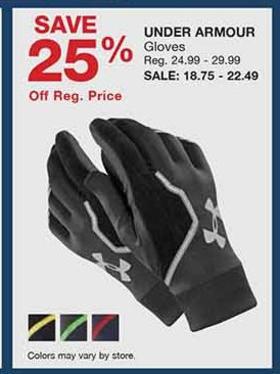 SAVE
25%
Off Reg. Price
UNDER ARMOUR
Gloves
Reg. 24.99 - 29.99
SALE: 18.75 - 22.49
Colors may vary by store.